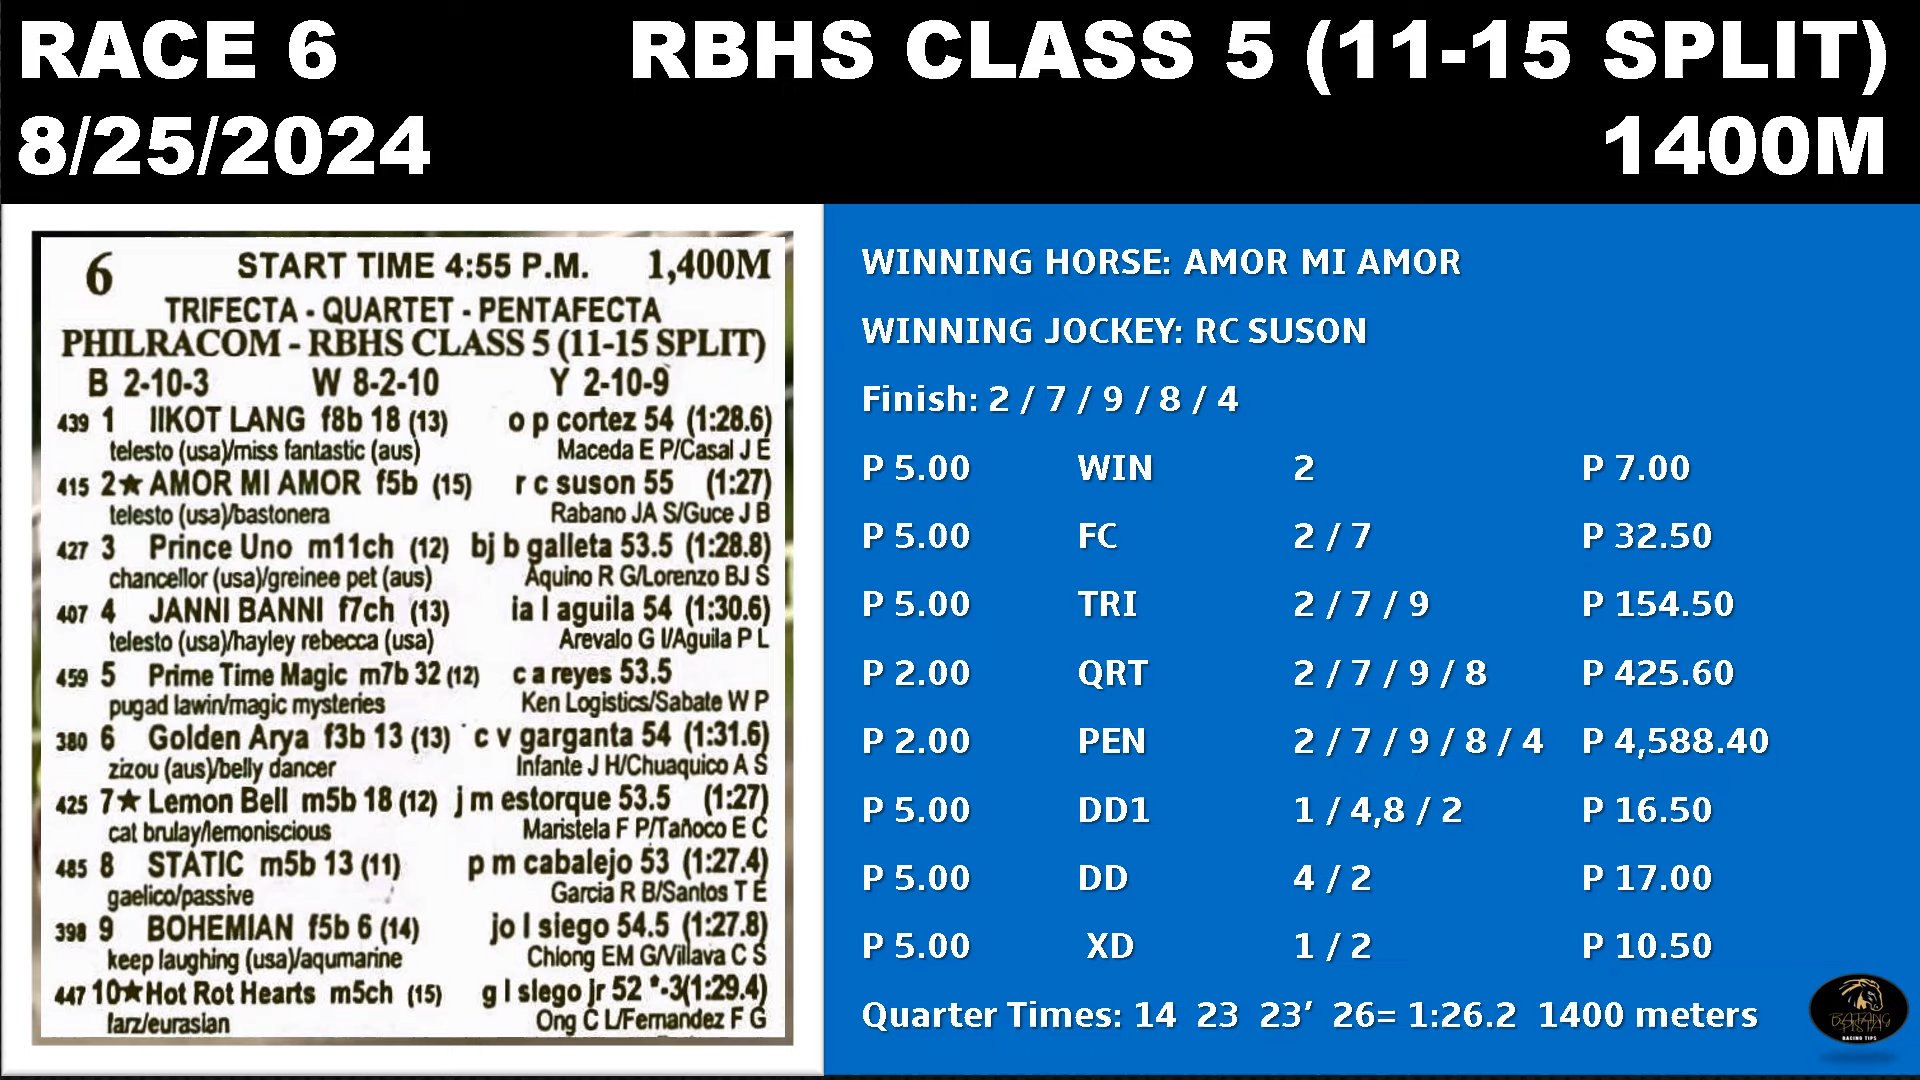 RACE 6 RBHS CLASS 5 (11-15 SPLIT)
8/25/2024 1400M
6 START TIME 4:55 P.M. 1,400M
TRIFECTA - QUARTET - PENTAFECTA
PHILRACOM - RBHS CLASS 5 (11-15 SPLIT)
B 2-10-3 W 8-2-10 Y 2-10-9
439 1 IIKOT LANG f8b 18 (13) o p cortez 54 (1:28.6)
telesto (usa)/miss fantastic (aus) Maceda E P/Casal J E
415 2★ AMOR MI AMOR f5b (15) r c suson 55 (1:27)
telesto (usa)/bastonera Rabano JA S/Guce J B
427 3 Prince Uno m11ch (12) bj b galleta 53.5 (1:28.8)
chancellor (usa)/greinee pet (aus) Aquino R G/Lorenzo BJ S
407 4 JANNI BANNI f7ch (13) ia l aguila 54 (1:30.6)
telesto (usa)/hayley rebecca (usa) Arevalo G I/Aguila P L
459 5 Prime Time Magic m7b 32 (12) c a reyes 53.5
pugad lawin/magic mysteries Ken Logistics/Sabate W P
380 6 Golden Arya f3b 13 (13) c v garganta 54 (1:31.6)
zizou (aus)/belly dancer Infante J H/Chuaquico A S
425 7★ Lemon Bell m5b 18 (12) j m estorque 53.5 (1:27)
cat brulay/lemoniscious Maristela F P/Tañoco E C
485 8 STATIC m5b 13 (11) p m cabalejo 53 (1:27.4)
gaelico/passive Garcia R B/Santos T E
398 9 BOHEMIAN f5b 6 (14) jo l siego 54.5 (1:27.8)
keep laughing (usa)/aqumarine Chiong EM G/Villava C S
447 10★ Hot Rot Hearts m5ch (15) g l siego jr 52 *-3(1:29.4)
larz/eurasian Ong C L/Fernandez F G
WINNING HORSE: AMOR MI AMOR
WINNING JOCKEY: RC SUSON
Finish: 2 / 7 / 9 / 8 / 4
P 5.00 WIN 2 P 7.00
P 5.00 FC 2 / 7 P 32.50
P 5.00 TRI 2 / 7 / 9 P 154.50
P 2.00 QRT 2 / 7 / 9 / 8 P 425.60
P 2.00 PEN 2 / 7 / 9 / 8 / 4 P 4,588.40
P 5.00 DD1 1 / 4,8 / 2 P 16.50
P 5.00 DD 4 / 2 P 17.00
P 5.00 XD 1 / 2 P 10.50
Quarter Times: 14 23 23’ 26= 1:26.2 1400 meters
BATANG
PISTA
RACING TIPS